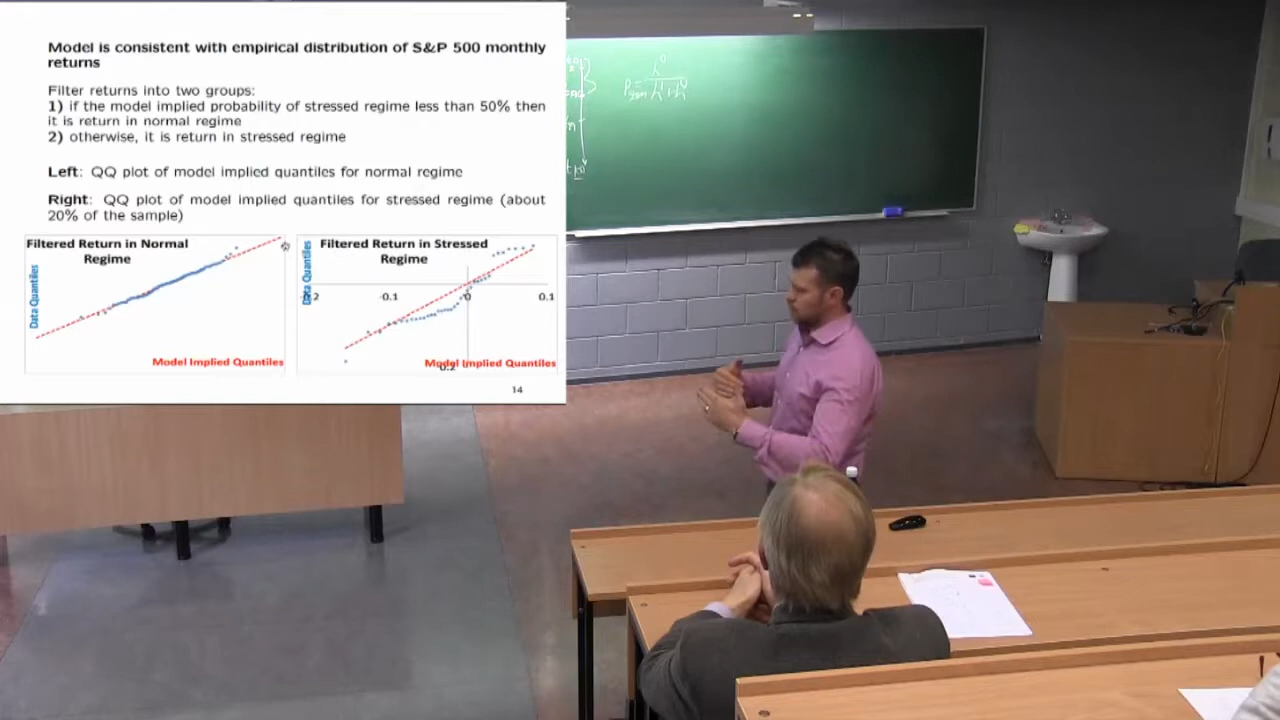 Model is consistent with empirical distribution of S&P 500 monthly
returns
Filter returns into two groups:
1) if the model implied probability of stressed regime less than 50% then
it is return in normal regime
2) otherwise, it is return in stressed regime
Left: QQ plot of model implied quantiles for normal regime
Right: QQ plot of model implied quantiles for stressed regime (about
20% of the sample)
Filtered Return in Normal
Regime
Data Quantiles
Model Implied Quantiles
Filtered Return in Stressed
Regime
Data Quantiles
-0.1
0
0.1
Model Implied Quantiles
14